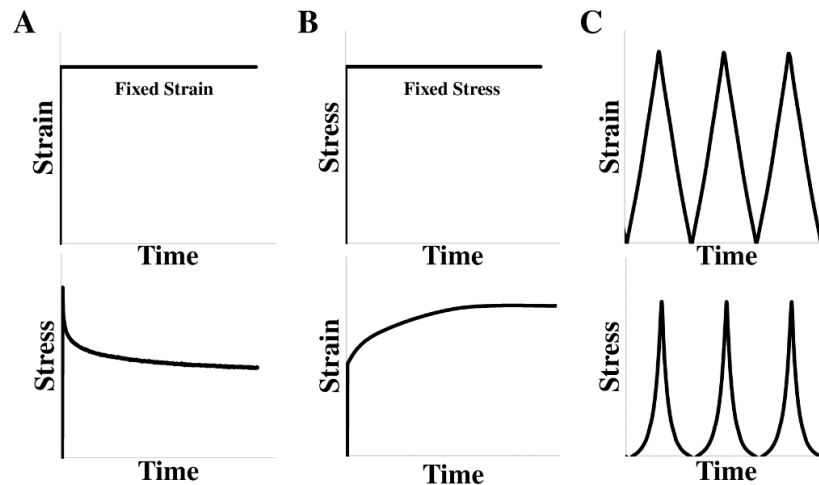 A
B
C
Strain
Fixed Strain
Time
Stress
Fixed Stress
Time
Strain
Time
Stress
Time
Strain
Time
Stress
Time